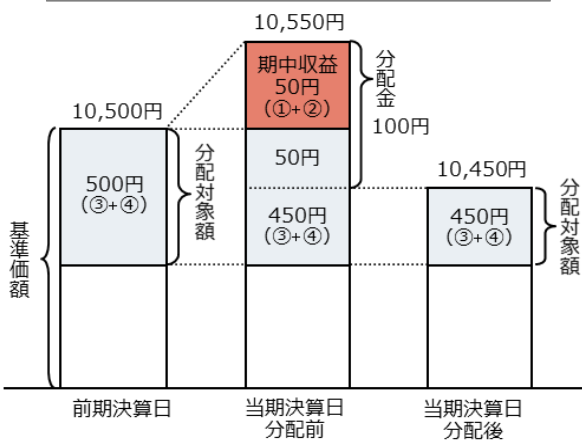 10,550円
期中収益
50円
(①+②)
分配金
100円
10,500円
500円
(③+④)
分配対象額
50円
450円
(③+④)
10,450円
450円
(③+④)
分配対象額
基準価額
前期決算日
当期決算日
分配前
当期決算日
分配後